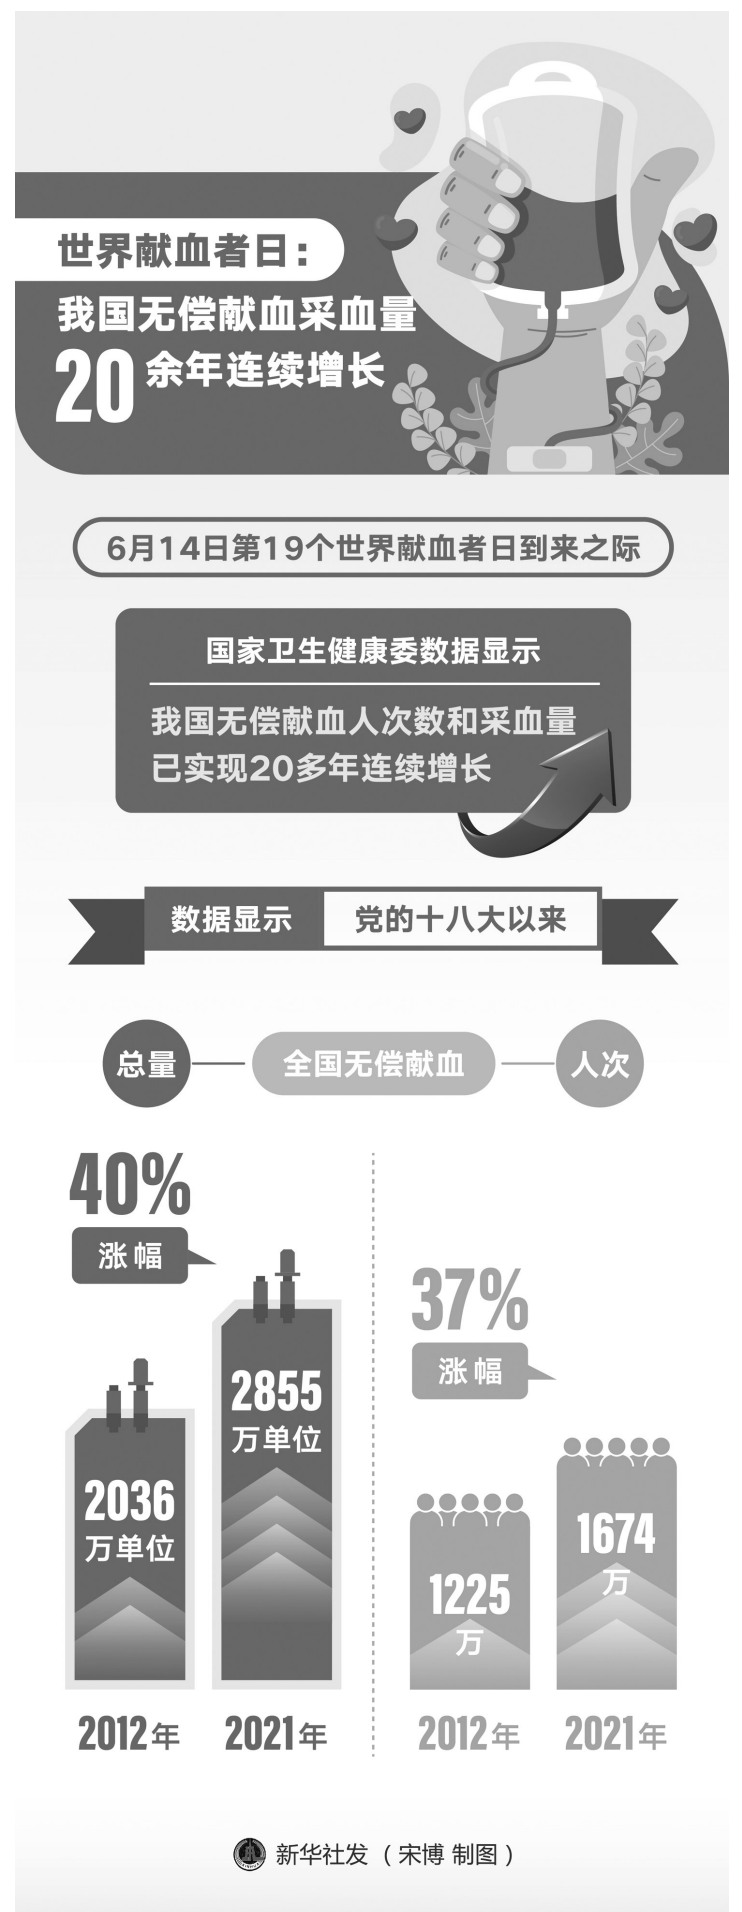 世界献血者日：
我国无偿献血采血量
20余年连续增长
6月14日第19个世界献血者日到来之际
国家卫生健康委数据显示
我国无偿献血人次数和采血量
已实现20多年连续增长
数据显示 党的十八大以来
总量 全国无偿献血 人次
40%
涨幅
2855
万单位
2036
万单位
2012年 2021年
37%
涨幅
1674
万
1225
万
2012年 2021年
新华社发（宋博 制图）